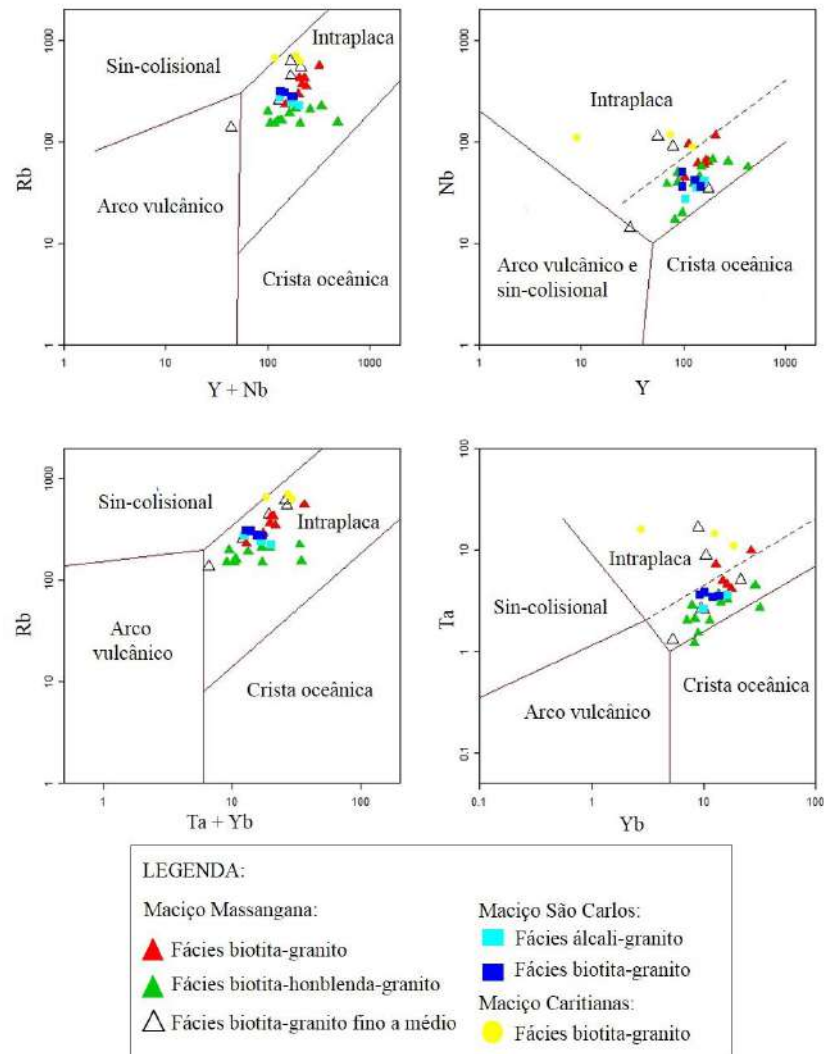 Sin-colisional
Intraplaca
Arco vulcânico
Crista oceânica
Rb
1 10 100 1000
1 10 100 1000
Y + Nb
Intraplaca
Arco vulcânico e
sin-colisional
Crista oceânica
Nb
1 10 100 1000
1 10 100 1000
Y
Sin-colisional
Intraplaca
Arco
vulcânico
Crista oceânica
Rb
1 10 100 1000
1 10 100
Ta + Yb
Intraplaca
Sin-colisional
Arco vulcânico
Crista oceânica
Ta
0.1 1 10 100
0.1 1 10 100
Yb
LEGENDA:
Maciço Massangana:
Fácies biotita-granito
Fácies biotita-honblenda-granito
Fácies biotita-granito fino a médio
Maciço São Carlos:
Fácies álcali-granito
Fácies biotita-granito
Maciço Caritianas:
Fácies biotita-granito